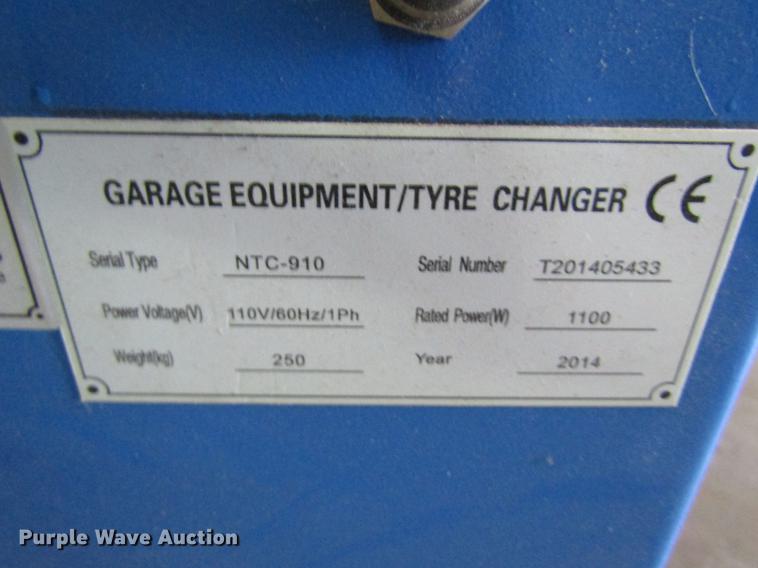 GARAGE EQUIPMENT/TYRE CHANGER CE
Serial Type NTC-910 Serial Number T201405433
Power Voltage(V) 110V/60Hz/1Ph Rated Power(W) 1100
Weight(kg) 250 Year 2014
Purple Wave Auction